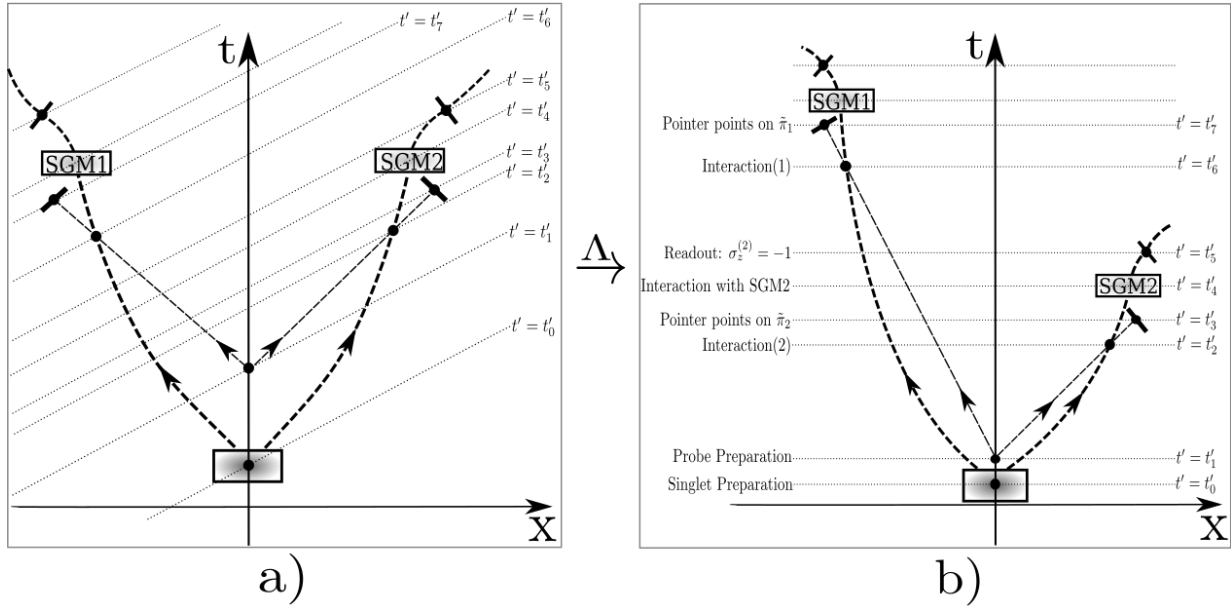 t
t' = t'_7
t' = t'_6
t' = t'_5
t' = t'_4
t' = t'_3
t' = t'_2
t' = t'_1
t' = t'_0
SGM1
SGM2
X
a)
Λ
t
SGM1
Pointer points on π̃_1
t' = t'_7
Interaction(1)
t' = t'_6
Readout: σ_z^{(2)} = −1
t' = t'_5
Interaction with SGM2
SGM2
t' = t'_4
Pointer points on π̃_2
t' = t'_3
Interaction(2)
t' = t'_2
Probe Preparation
t' = t'_1
Singlet Preparation
t' = t'_0
X
b)